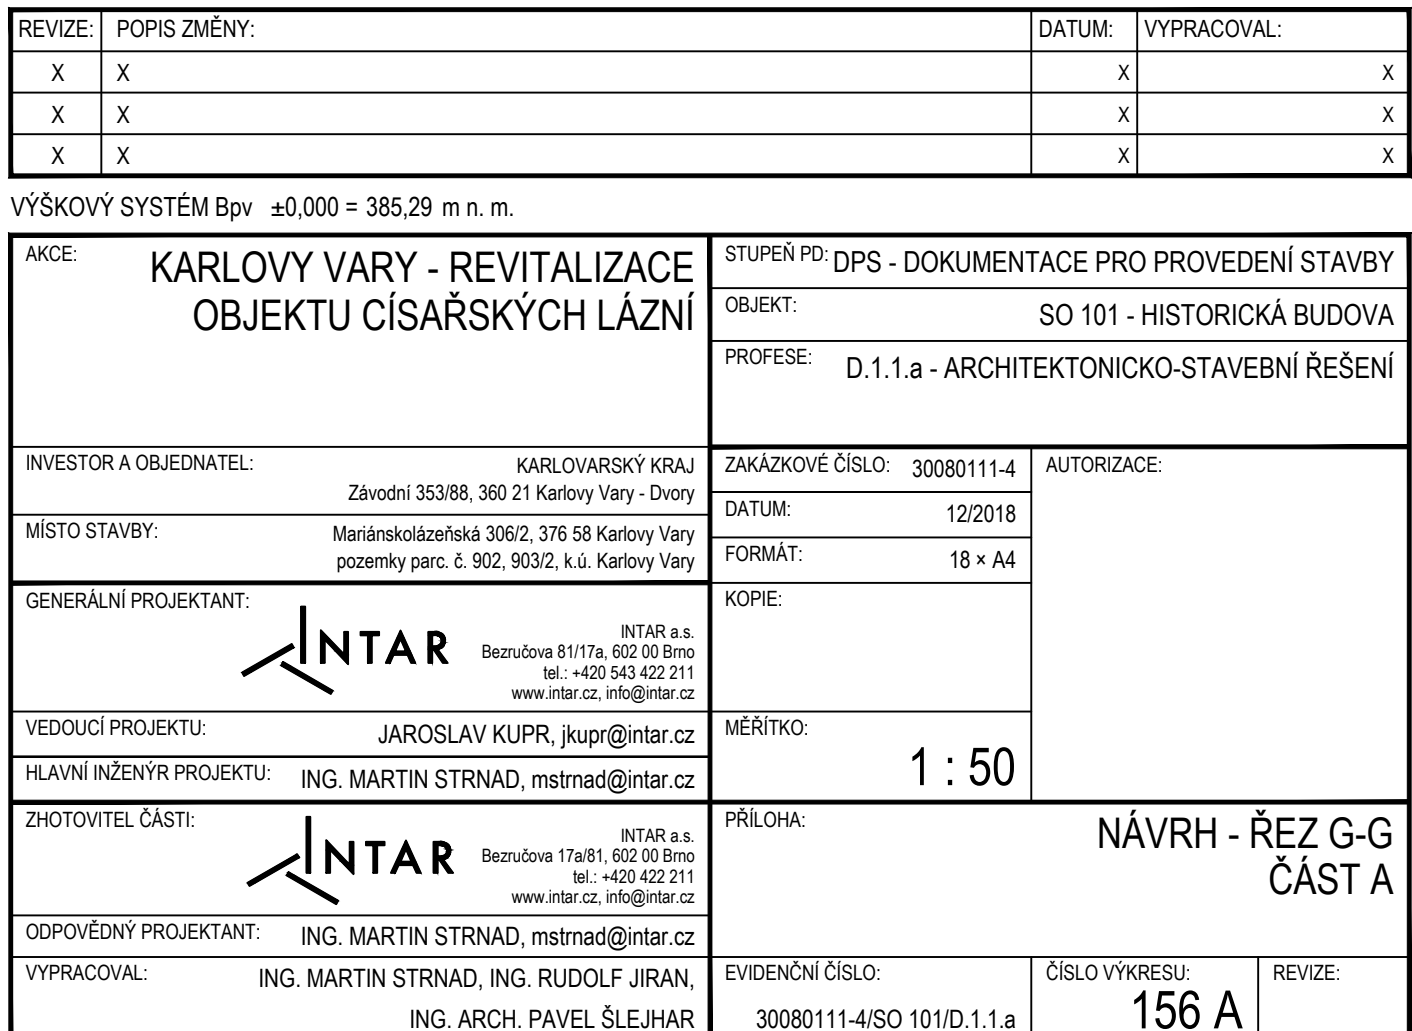 REVIZE: POPIS ZMĚNY: DATUM: VYPRACOVAL:
X X X X
X X X X
X X X X
VÝŠKOVÝ SYSTÉM Bpv ±0,000 = 385,29 m n. m.
AKCE:
KARLOVY VARY - REVITALIZACE
OBJEKTU CÍSAŘSKÝCH LÁZNÍ
STUPEŇ PD: DPS - DOKUMENTACE PRO PROVEDENÍ STAVBY
OBJEKT: SO 101 - HISTORICKÁ BUDOVA
PROFESE: D.1.1.a - ARCHITEKTONICKO-STAVEBNÍ ŘEŠENÍ
INVESTOR A OBJEDNATEL: KARLOVARSKÝ KRAJ
Závodní 353/88, 360 21 Karlovy Vary - Dvory
MÍSTO STAVBY: Mariánskolázeňská 306/2, 376 58 Karlovy Vary
pozemky parc. č. 902, 903/2, k.ú. Karlovy Vary
ZAKÁZKOVÉ ČÍSLO: 30080111-4
DATUM: 12/2018
FORMÁT: 18 × A4
KOPIE:
MĚŘÍTKO:
1 : 50
AUTORIZACE:
GENERÁLNÍ PROJEKTANT:
INTAR
INTAR a.s.
Bezručova 81/17a, 602 00 Brno
tel.: +420 543 422 211
www.intar.cz, info@intar.cz
VEDOUCÍ PROJEKTU: JAROSLAV KUPR, jkupr@intar.cz
HLAVNÍ INŽENÝR PROJEKTU: ING. MARTIN STRNAD, mstrnad@intar.cz
ZHOTOVITEL ČÁSTI:
INTAR
INTAR a.s.
Bezručova 17a/81, 602 00 Brno
tel.: +420 422 211
www.intar.cz, info@intar.cz
ODPOVĚDNÝ PROJEKTANT: ING. MARTIN STRNAD, mstrnad@intar.cz
VYPRACOVAL: ING. MARTIN STRNAD, ING. RUDOLF JIRAN,
ING. ARCH. PAVEL ŠLEJHAR
PŘÍLOHA:
NÁVRH - ŘEZ G-G
ČÁST A
EVIDENČNÍ ČÍSLO:
30080111-4/SO 101/D.1.1.a
ČÍSLO VÝKRESU:
156 A
REVIZE: